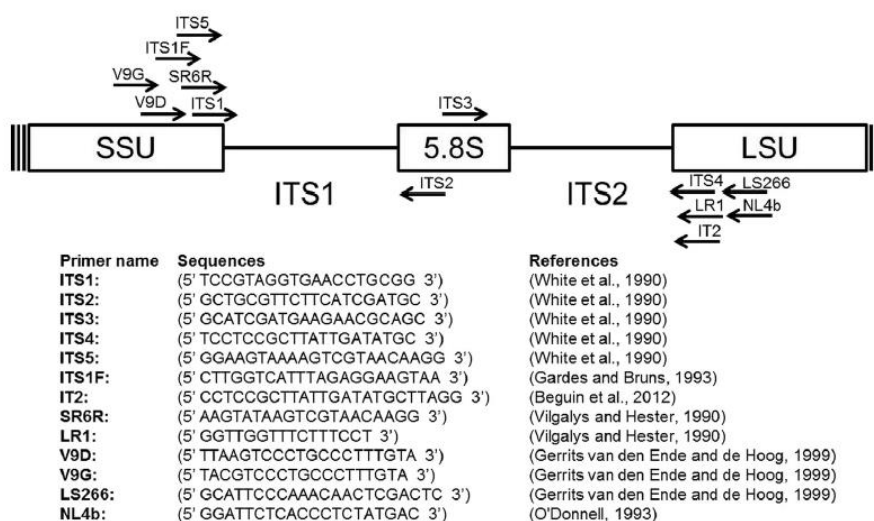 ITS5
ITS1F
V9G SR6R
V9D ITS1 ITS3
SSU 5.8S LSU
ITS1 ITS2 ITS2 ITS4 LS266
LR1 NL4b
IT2
Primer name Sequences References
ITS1: (5' TCCGTAGGTGAACCTGCGG 3') (White et al., 1990)
ITS2: (5' GCTGCGTTCTTCATCGATGC 3') (White et al., 1990)
ITS3: (5' GCATCGATGAAGAACGCAGC 3') (White et al., 1990)
ITS4: (5' TCCTCCGCTTATTGATATGC 3') (White et al., 1990)
ITS5: (5' GGAAGTAAAAGTCGTAACAAGG 3') (White et al., 1990)
ITS1F: (5' CTTGGTCATTTAGAGGAAGTAA 3') (Gardes and Bruns, 1993)
IT2: (5' CCTCCGCTTATTGATATGCTTAGG 3') (Beguin et al., 2012)
SR6R: (5' AAGTATAAGTCGTAACAAGG 3') (Vilgalys and Hester, 1990)
LR1: (5' GGTTGGTTTCTTTCCT 3') (Vilgalys and Hester, 1990)
V9D: (5' TTAAGTCCCTGCCCTTTGTA 3') (Gerrits van den Ende and de Hoog, 1999)
V9G: (5' TACGTCCCTGCCCTTTGTA 3') (Gerrits van den Ende and de Hoog, 1999)
LS266: (5' GCATTCCCAAACAACTCGACTC 3') (Gerrits van den Ende and de Hoog, 1999)
NL4b: (5' GGATTCTCACCCTCTATGAC 3') (O'Donnell, 1993)